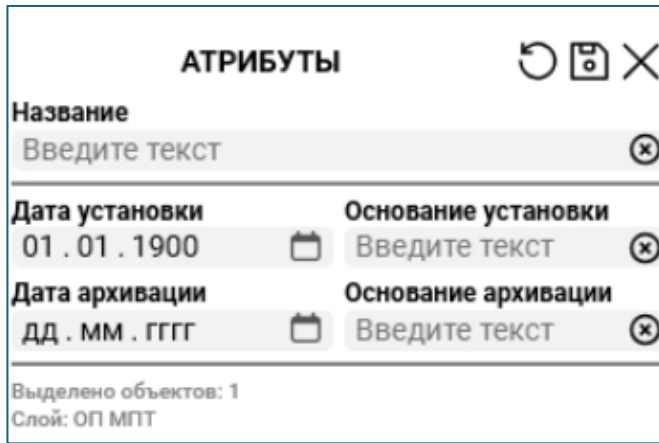 АТРИБУТЫ
Название
Введите текст
Дата установки Основание установки
01 . 01 . 1900 Введите текст
Дата архивации Основание архивации
дд . мм . гггг Введите текст
Выделено объектов: 1
Слой: ОП МПТ